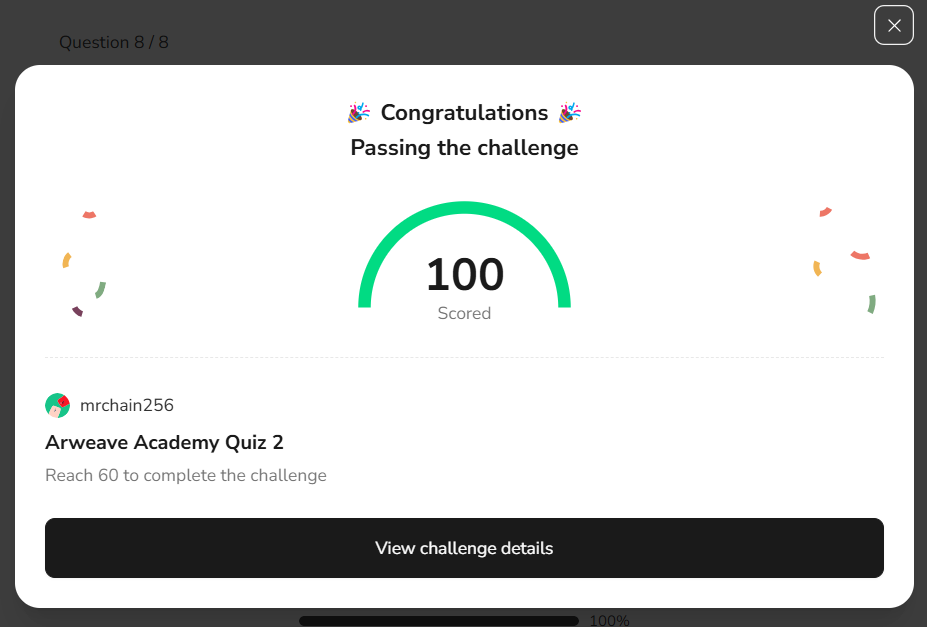 Question 8 / 8
🎉 Congratulations 🎉
Passing the challenge
100
Scored
mrchain256
Arweave Academy Quiz 2
Reach 60 to complete the challenge
View challenge details
100%